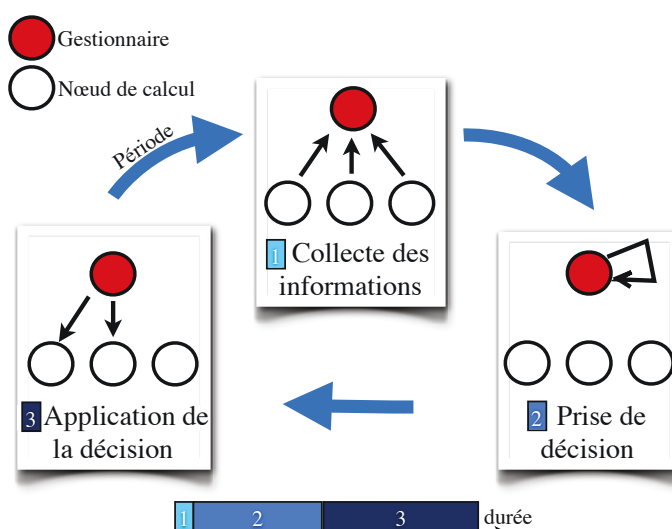 Gestionnaire
Nœud de calcul
Période
1 Collecte des
informations
3 Application de
la décision
2 Prise de
décision
1 2 3 durée